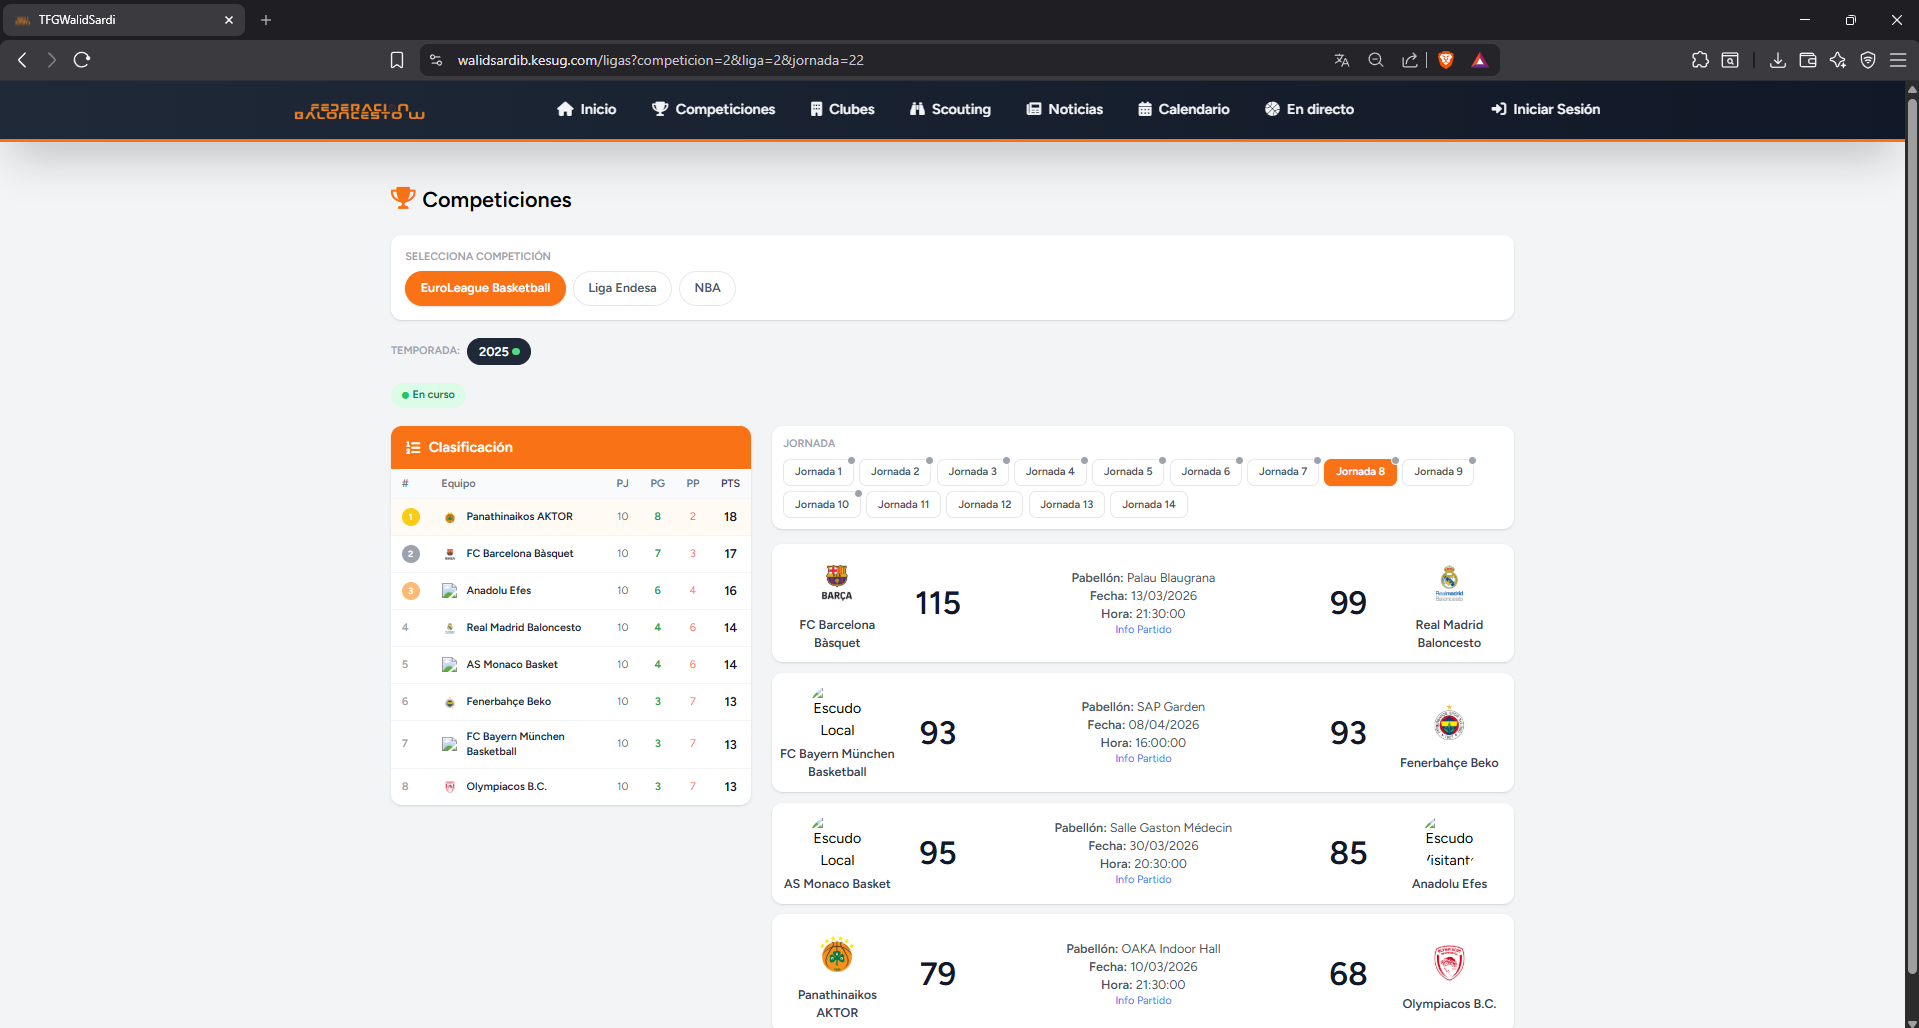 TFGWalidSardi
walidsardib.kesug.com/ligas?competicion=2&liga=2&jornada=22
FEDERACION
BALONCESTO W
Inicio
Competiciones
Clubes
Scouting
Noticias
Calendario
En directo
Iniciar Sesión
Competiciones
SELECCIONA COMPETICIÓN
EuroLeague Basketball
Liga Endesa
NBA
TEMPORADA:
2025
En curso
Clasificación
# Equipo PJ PG PP PTS
1 Panathinaikos AKTOR 10 8 2 18
2 FC Barcelona Bàsquet 10 7 3 17
3 Anadolu Efes 10 6 4 16
4 Real Madrid Baloncesto 10 4 6 14
5 AS Monaco Basket 10 4 6 14
6 Fenerbahçe Beko 10 3 7 13
7 FC Bayern München
Basketball 10 3 7 13
8 Olympiacos B.C. 10 3 7 13
JORNADA
Jornada 1 Jornada 2 Jornada 3 Jornada 4 Jornada 5 Jornada 6 Jornada 7 Jornada 8 Jornada 9
Jornada 10 Jornada 11 Jornada 12 Jornada 13 Jornada 14
BARÇA
FC Barcelona
Bàsquet
115
Pabellón: Palau Blaugrana
Fecha: 13/03/2026
Hora: 21:30:00
Info Partido
99
Realmadrid
Baloncesto
Real Madrid
Baloncesto
Escudo
Local
FC Bayern München
Basketball
93
Pabellón: SAP Garden
Fecha: 08/04/2026
Hora: 16:00:00
Info Partido
93
Fenerbahçe Beko
Escudo
Local
AS Monaco Basket
95
Pabellón: Salle Gaston Médecin
Fecha: 30/03/2026
Hora: 20:30:00
Info Partido
85
Escudo
Visitante
Anadolu Efes
Panathinaikos
AKTOR
79
Pabellón: OAKA Indoor Hall
Fecha: 10/03/2026
Hora: 21:30:00
Info Partido
68
Olympiacos B.C.